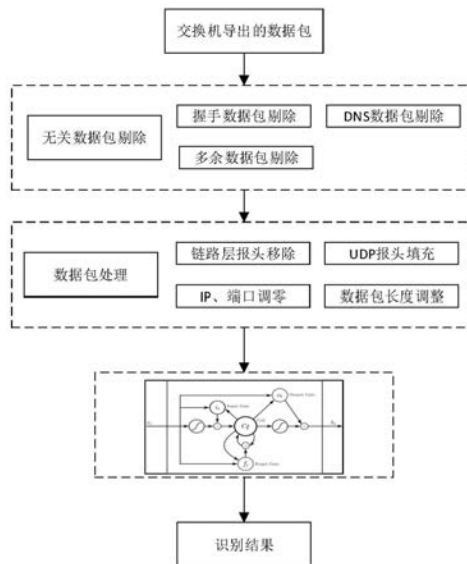 交换机导出的数据包
无关数据包剔除
握手数据包剔除
DNS数据包剔除
多余数据包剔除
数据包处理
链路层报头移除
UDP报头填充
IP、端口调零
数据包长度调整
识别结果